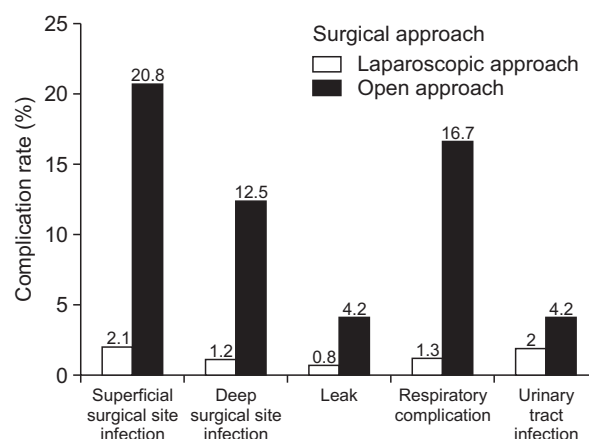 Complication rate (%)
25
20
15
10
5
0
Surgical approach
Laparoscopic approach
Open approach
2.1
20.8
1.2
12.5
0.8
4.2
1.3
16.7
2
4.2
Superficial
surgical site
infection
Deep
surgical site
infection
Leak
Respiratory
complication
Urinary
tract
infection